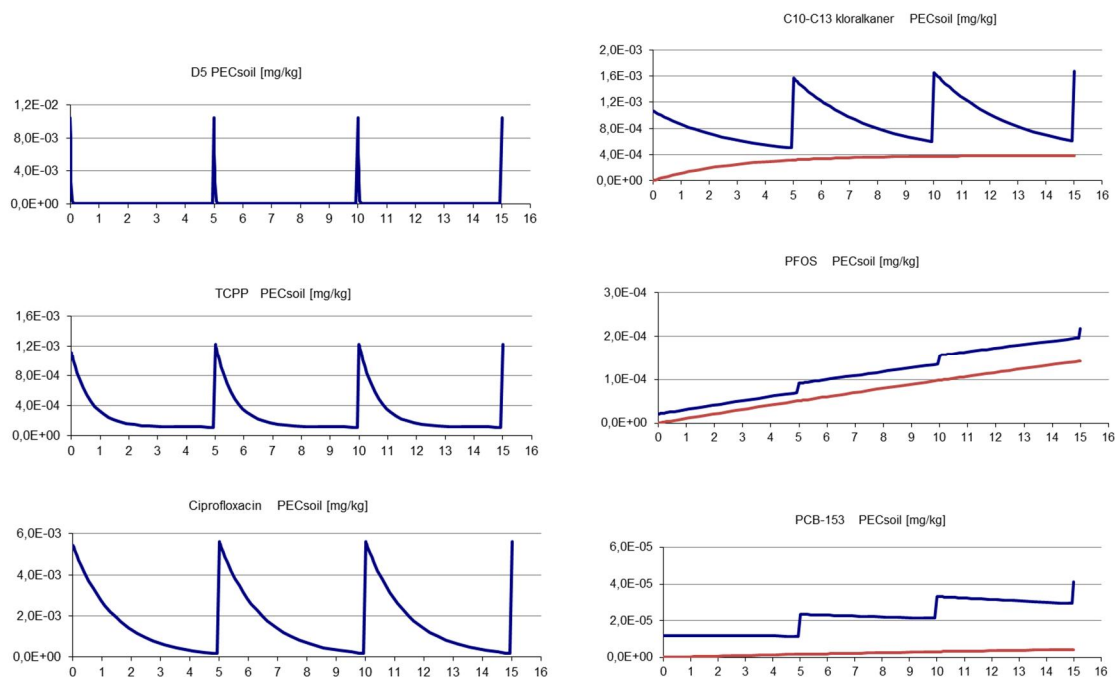 D5 PECsoil [mg/kg]
1,2E-02
8,0E-03
4,0E-03
0,0E+00
0 1 2 3 4 5 6 7 8 9 10 11 12 13 14 15 16
TCPP PECsoil [mg/kg]
1,6E-03
1,2E-03
8,0E-04
4,0E-04
0,0E+00
0 1 2 3 4 5 6 7 8 9 10 11 12 13 14 15 16
Ciprofloxacin PECsoil [mg/kg]
6,0E-03
4,0E-03
2,0E-03
0,0E+00
0 1 2 3 4 5 6 7 8 9 10 11 12 13 14 15 16
C10-C13 kloralkaner PECsoil [mg/kg]
2,0E-03
1,6E-03
1,2E-03
8,0E-04
4,0E-04
0,0E+00
0 1 2 3 4 5 6 7 8 9 10 11 12 13 14 15 16
PFOS PECsoil [mg/kg]
3,0E-04
2,0E-04
1,0E-04
0,0E+00
0 1 2 3 4 5 6 7 8 9 10 11 12 13 14 15 16
PCB-153 PECsoil [mg/kg]
6,0E-05
4,0E-05
2,0E-05
0,0E+00
0 1 2 3 4 5 6 7 8 9 10 11 12 13 14 15 16